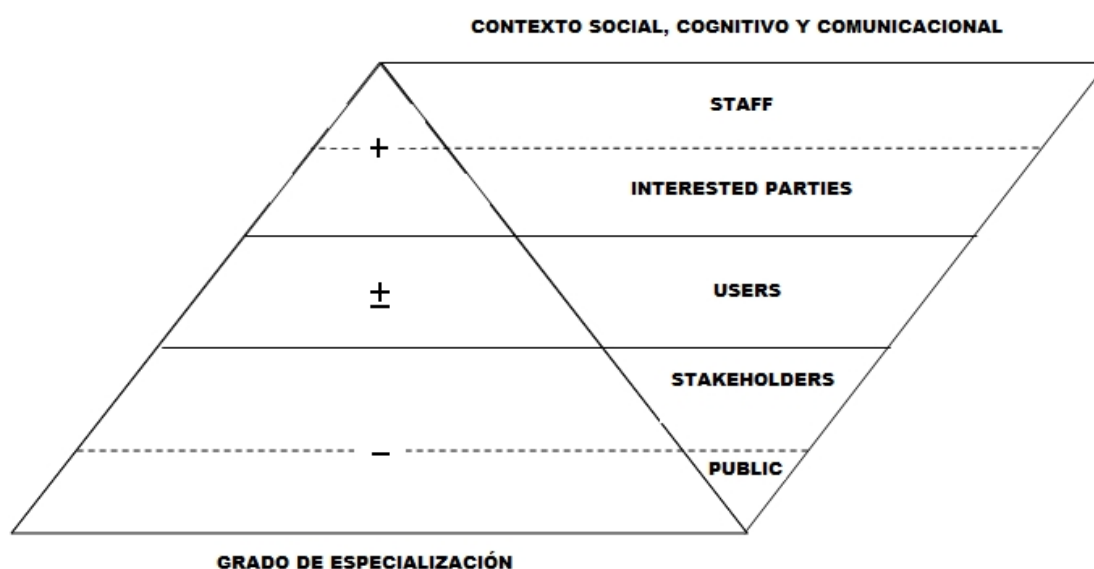 CONTEXTO SOCIAL, COGNITIVO Y COMUNICACIONAL
STAFF
+
INTERESTED PARTIES
±
USERS
STAKEHOLDERS
−
PUBLIC
GRADO DE ESPECIALIZACIÓN